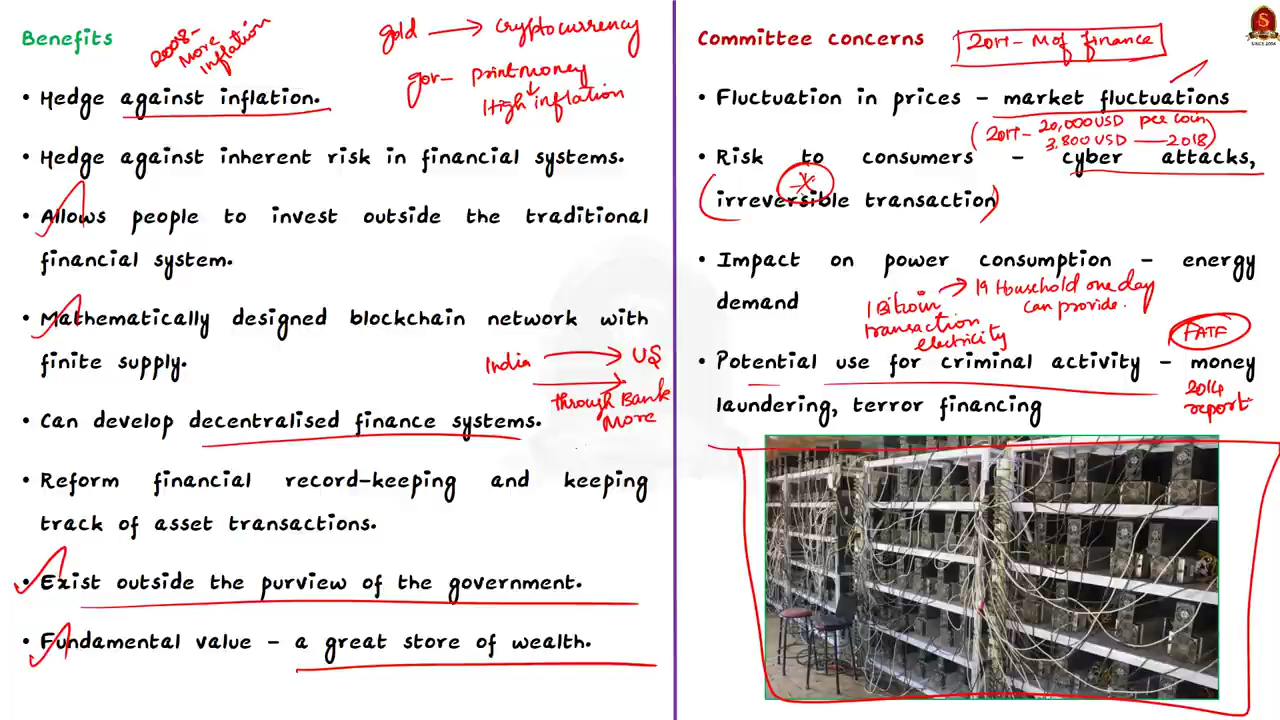 Benefits
2008-
More
Inflation
gold → cryptocurrency
gov- print money
↓
High inflation
• Hedge against inflation.
• Hedge against inherent risk in financial systems.
• Allows people to invest outside the traditional
financial system.
• Mathematically designed blockchain network with
finite supply.
India → US
through Bank
More
• Can develop decentralised finance systems.
• Reform financial record-keeping and keeping
track of asset transactions.
• Exist outside the purview of the government.
• Fundamental value - a great store of wealth.
Committee concerns
2017- M of finance
S
SINCE 2004
• Fluctuation in prices - market fluctuations
(2017- 20,000 USD per coin
3,800 USD — 2018)
• Risk to consumers - cyber attacks,
irreversible transaction
• Impact on power consumption - energy
demand
1 Bitcoin → 19 Household one day
transaction can provide.
electricity
FATF
• Potential use for criminal activity - money
laundering, terror financing
2014
report